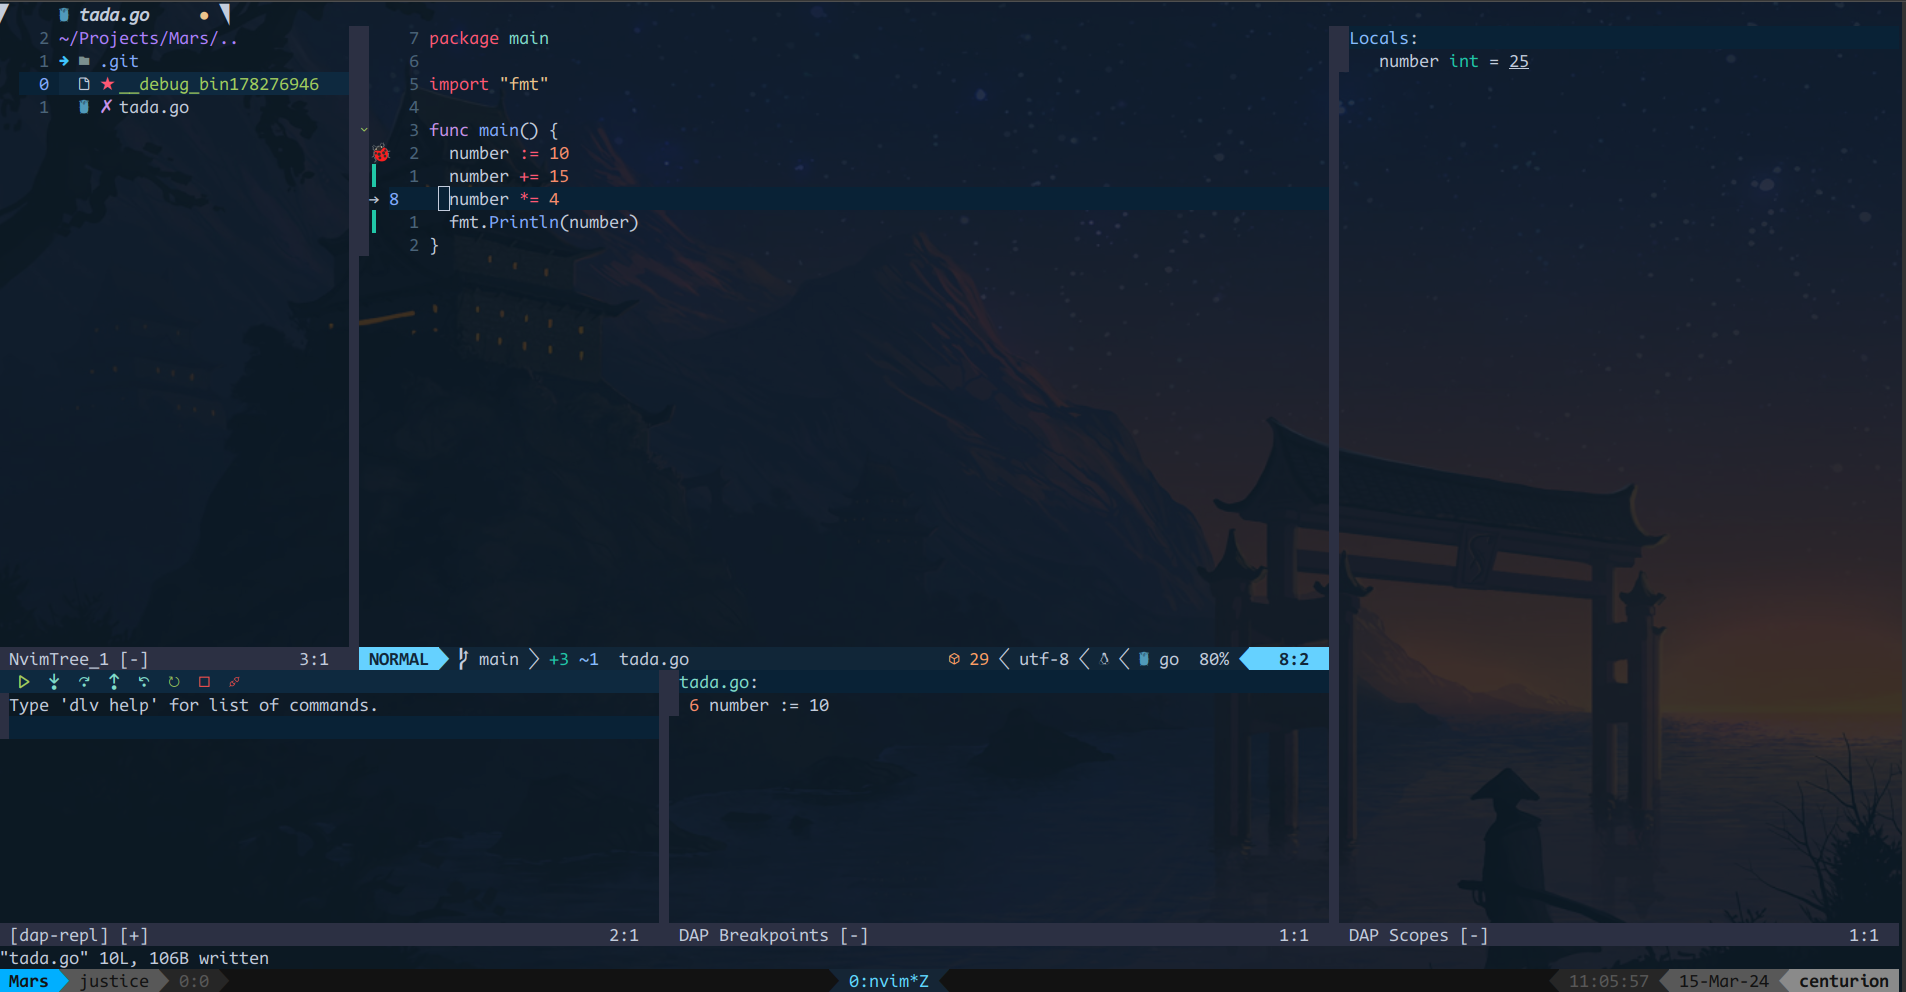 tada.go
2 ~/Projects/Mars/..
1 .git
0 __debug_bin178276946
1 tada.go
7 package main
6
5 import "fmt"
4
3 func main() {
2 number := 10
1 number += 15
8 number *= 4
1 fmt.Println(number)
2 }
Locals:
number int = 25
NvimTree_1 [-] 3:1
NORMAL main +3 ~1 tada.go 29 utf-8 go 80% 8:2
Type 'dlv help' for list of commands.
tada.go:
6 number := 10
[dap-repl] [+] 2:1
DAP Breakpoints [-] 1:1
DAP Scopes [-] 1:1
"tada.go" 10L, 106B written
Mars justice 0:0 0:nvim*Z 11:05:57 15-Mar-24 centurion